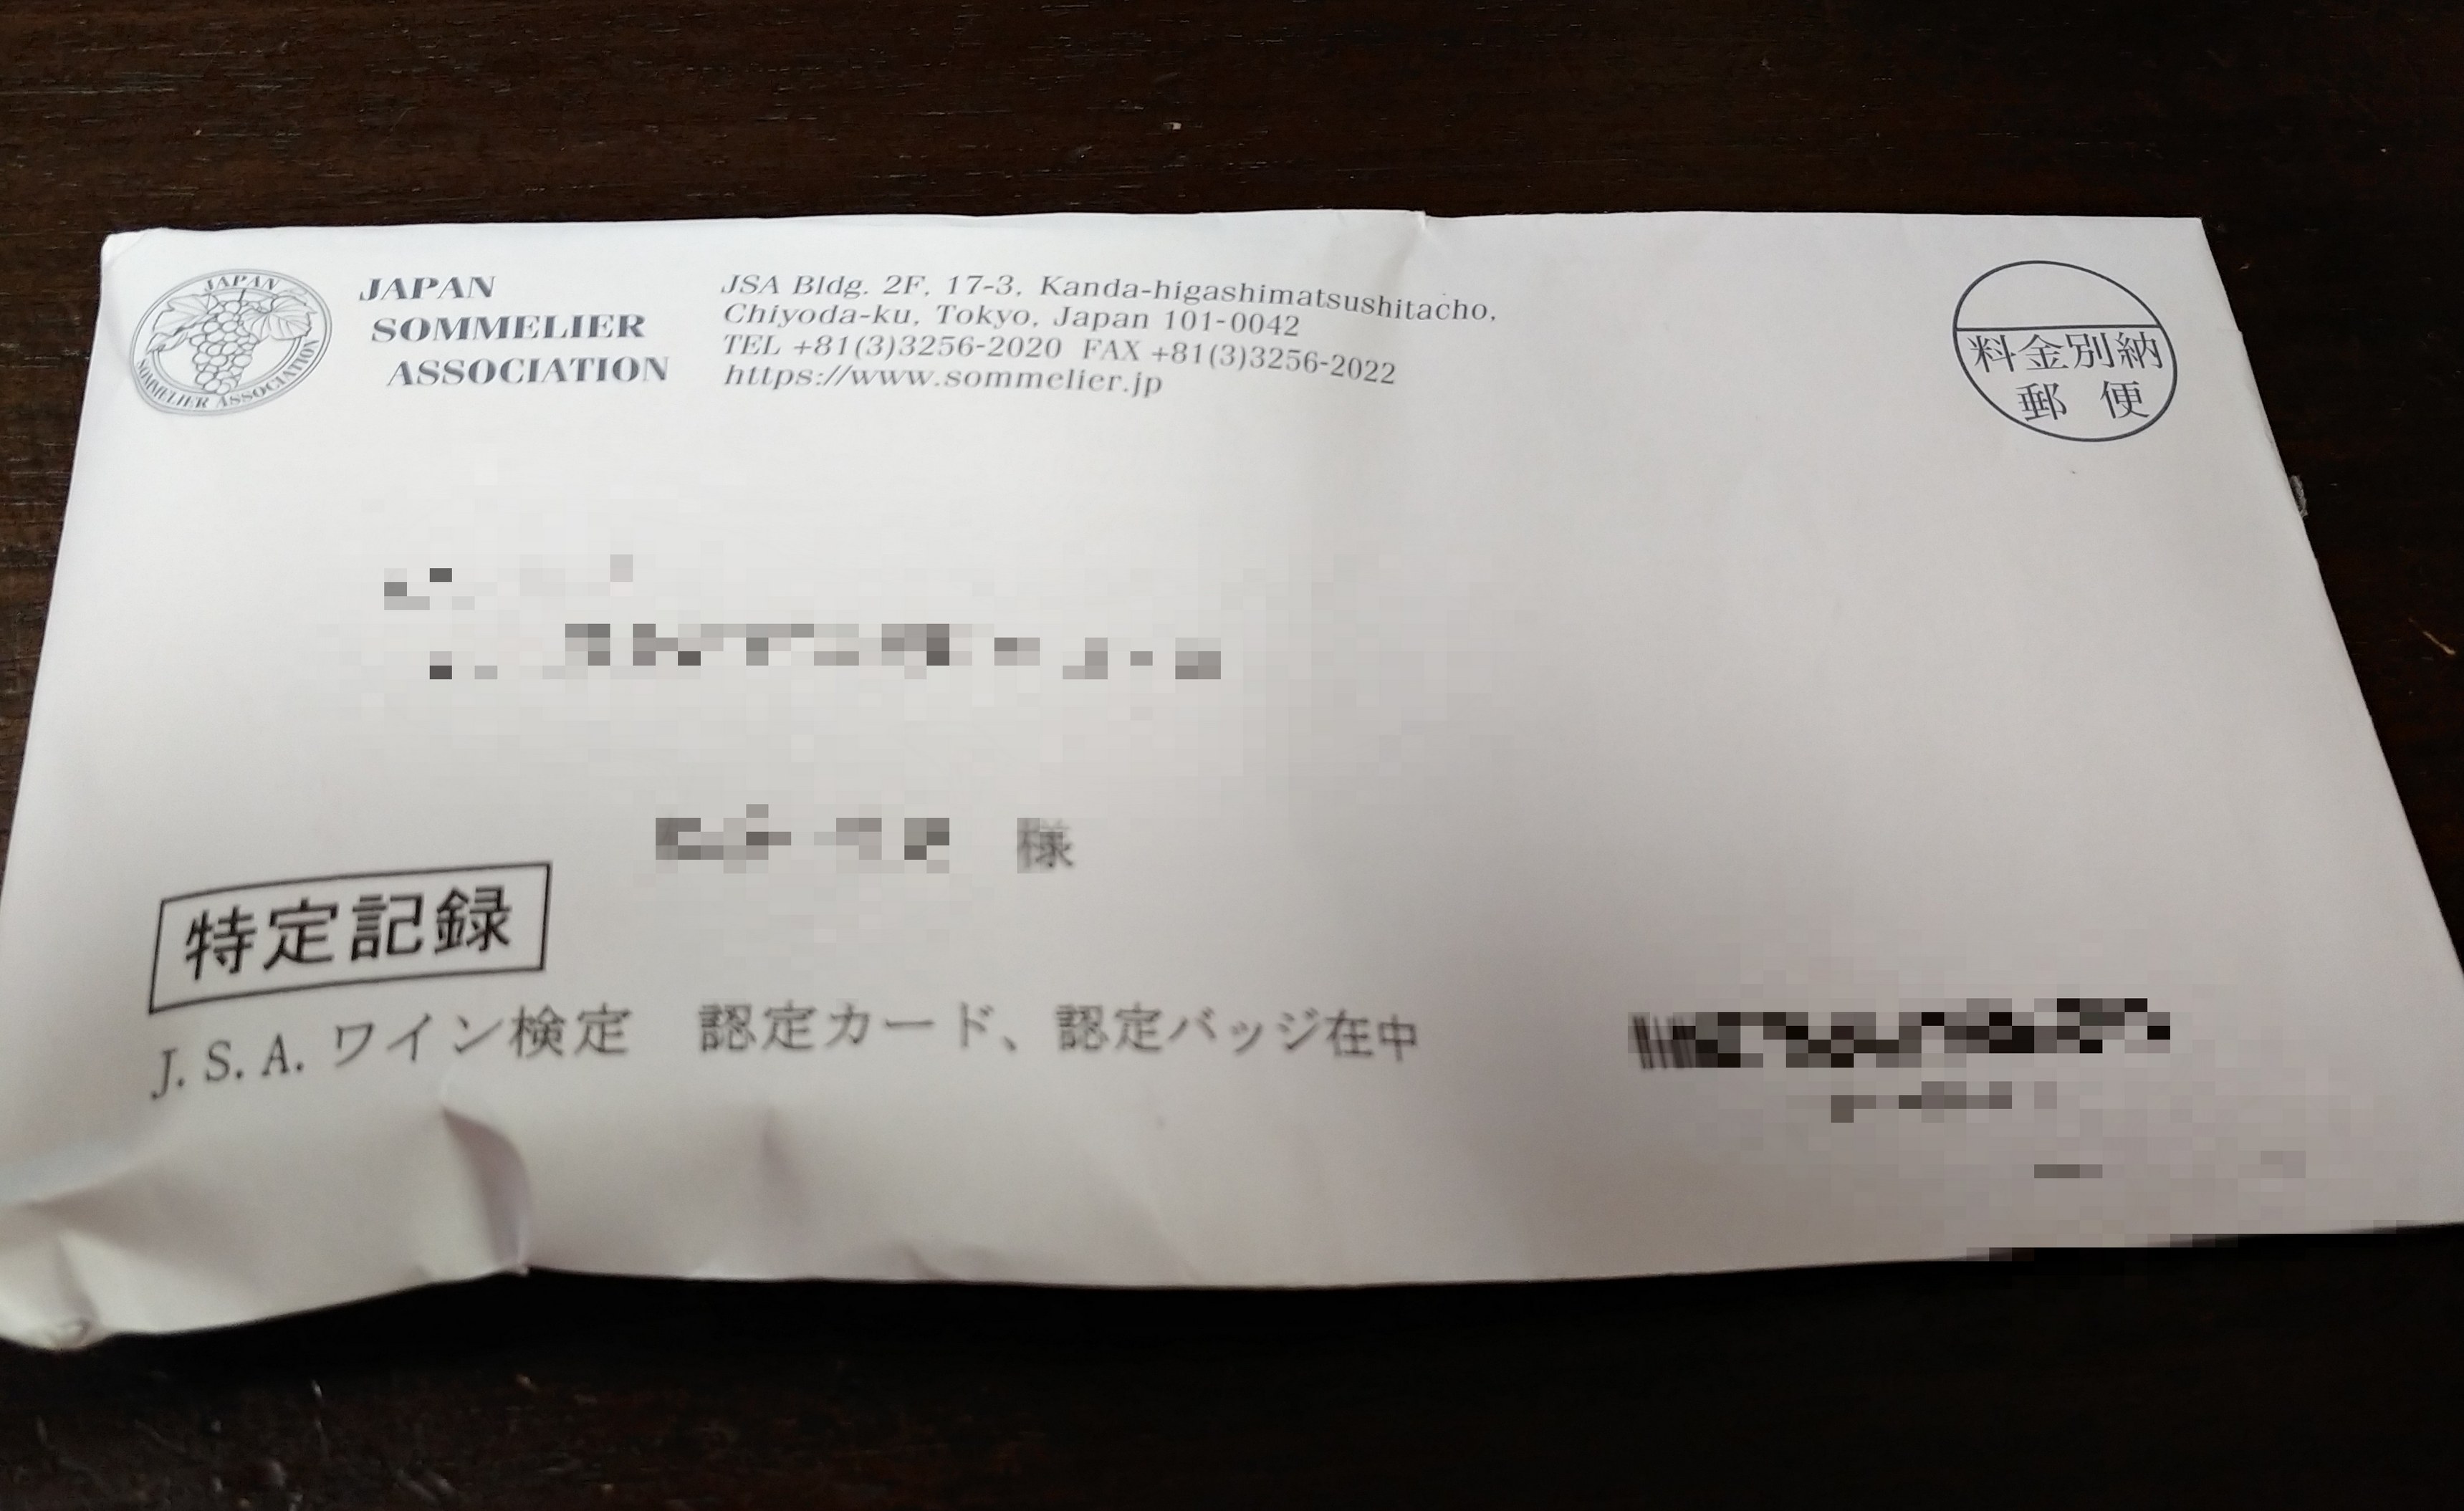 JAPAN
SOMMELIER ASSOCIATION
JAPAN
SOMMELIER
ASSOCIATION
JSA Bldg. 2F, 17-3, Kanda-higashimatsushitacho,
Chiyoda-ku, Tokyo, Japan 101-0042
TEL +81(3)3256-2020 FAX +81(3)3256-2022
https://www.sommelier.jp
料金別納
郵便
様
特定記録
J.S.A.ワイン検定 認定カード、認定バッジ在中